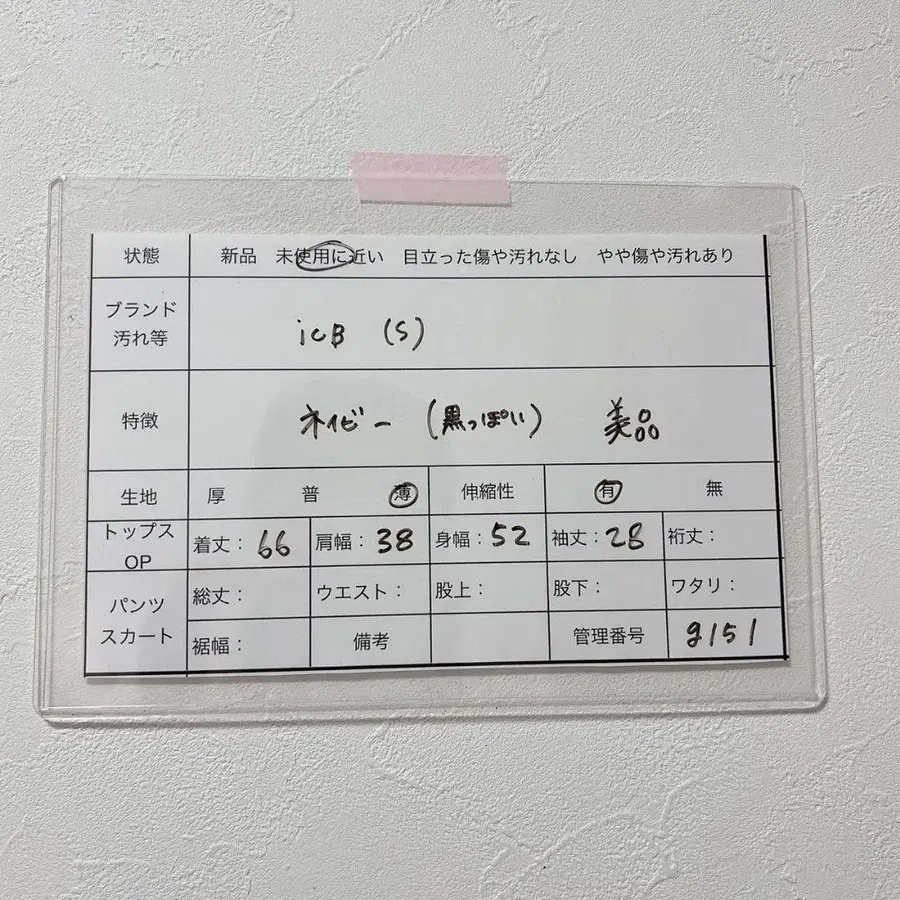 状態 新品 未使用に近い 目立った傷や汚れなし やや傷や汚れあり
ブランド
汚れ等
icB (S)
特徴 ネイビー (黒っぽい) 美品
生地 厚 普 薄 伸縮性 有 無
トップス
OP
着丈: 66 肩幅: 38 身幅: 52 袖丈: 28 裄丈:
パンツ
スカート
総丈: ウエスト: 股上: 股下: ワタリ:
裾幅: 備考 管理番号 g151